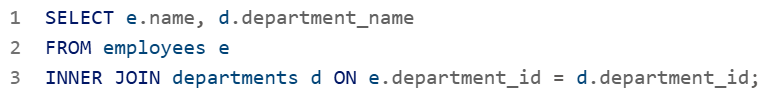 1 SELECT e.name, d.department_name
2 FROM employees e
3 INNER JOIN departments d ON e.department_id = d.department_id;